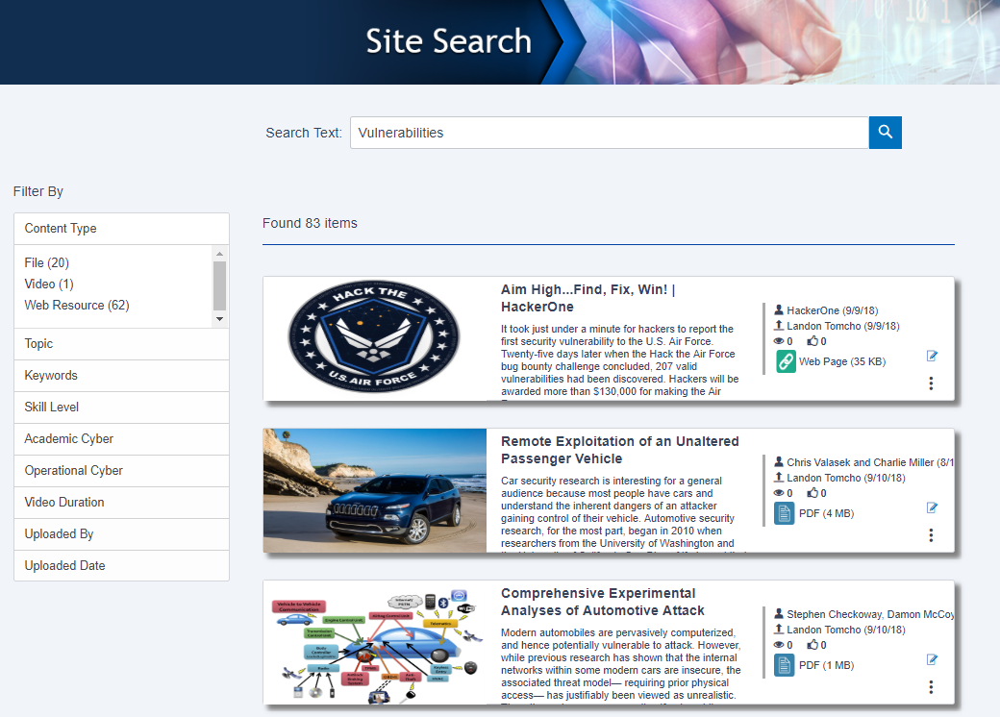 Site Search
Search Text:
Vulnerabilities
Filter By
Content Type
File (20)
Video (1)
Web Resource (62)
Topic
Keywords
Skill Level
Academic Cyber
Operational Cyber
Video Duration
Uploaded By
Uploaded Date
Found 83 items
HACK THE
U.S. AIR FORCE
Aim High...Find, Fix, Win! |
HackerOne
It took just under a minute for hackers to report the
first security vulnerability to the U.S. Air Force.
Twenty-five days later when the Hack the Air Force
bug bounty challenge concluded, 207 valid
vulnerabilities had been discovered. Hackers will be
awarded more than $130,000 for making the Air
HackerOne (9/9/18)
Landon Tomcho (9/9/18)
0 0
Web Page (35 KB)
Remote Exploitation of an Unaltered
Passenger Vehicle
Car security research is interesting for a general
audience because most people have cars and
understand the inherent dangers of an attacker
gaining control of their vehicle. Automotive security
research, for the most part, began in 2010 when
researchers from the University of Washington and
Chris Valasek and Charlie Miller (8/1
Landon Tomcho (9/10/18)
0 0
PDF (4 MB)
Vehicle to Vehicle
Communication
Comprehensive Experimental
Analyses of Automotive Attack
Modern automobiles are pervasively computerized,
and hence potentially vulnerable to attack. However,
while previous research has shown that the internal
networks within some modern cars are insecure, the
associated threat model— requiring prior physical
access— has justifiably been viewed as unrealistic.
Stephen Checkoway, Damon McCoy
Landon Tomcho (9/10/18)
0 0
PDF (1 MB)